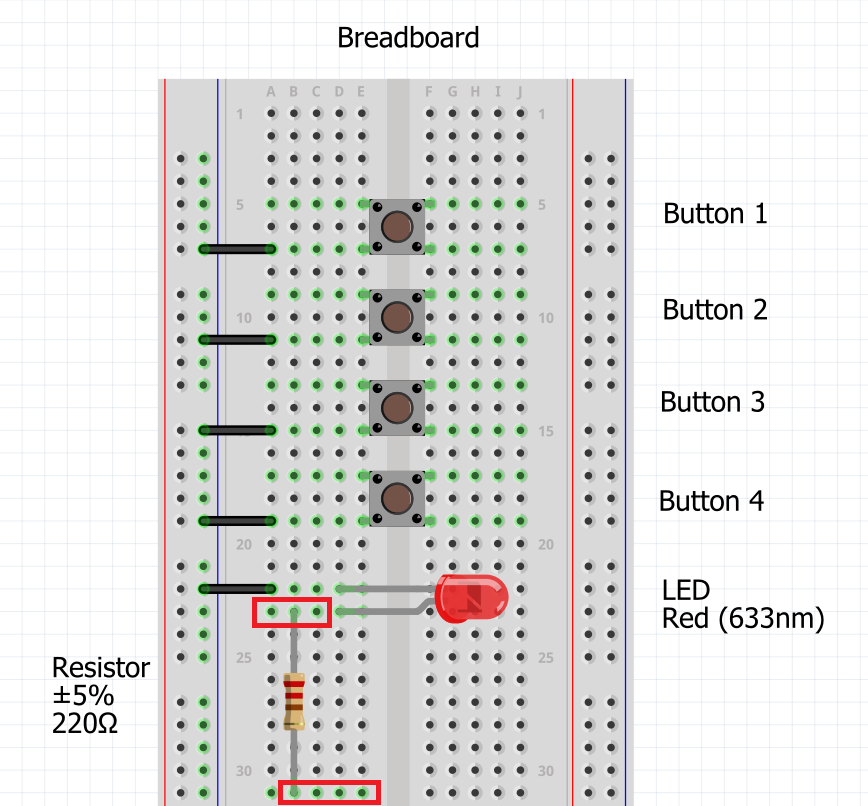 Breadboard
A B C D E F G H I J
1 1
5 5
Button 1
Button 2
10 10
Button 3
15 15
Button 4
20 20
LED
Red (633nm)
25 25
Resistor
±5%
220Ω
30 30